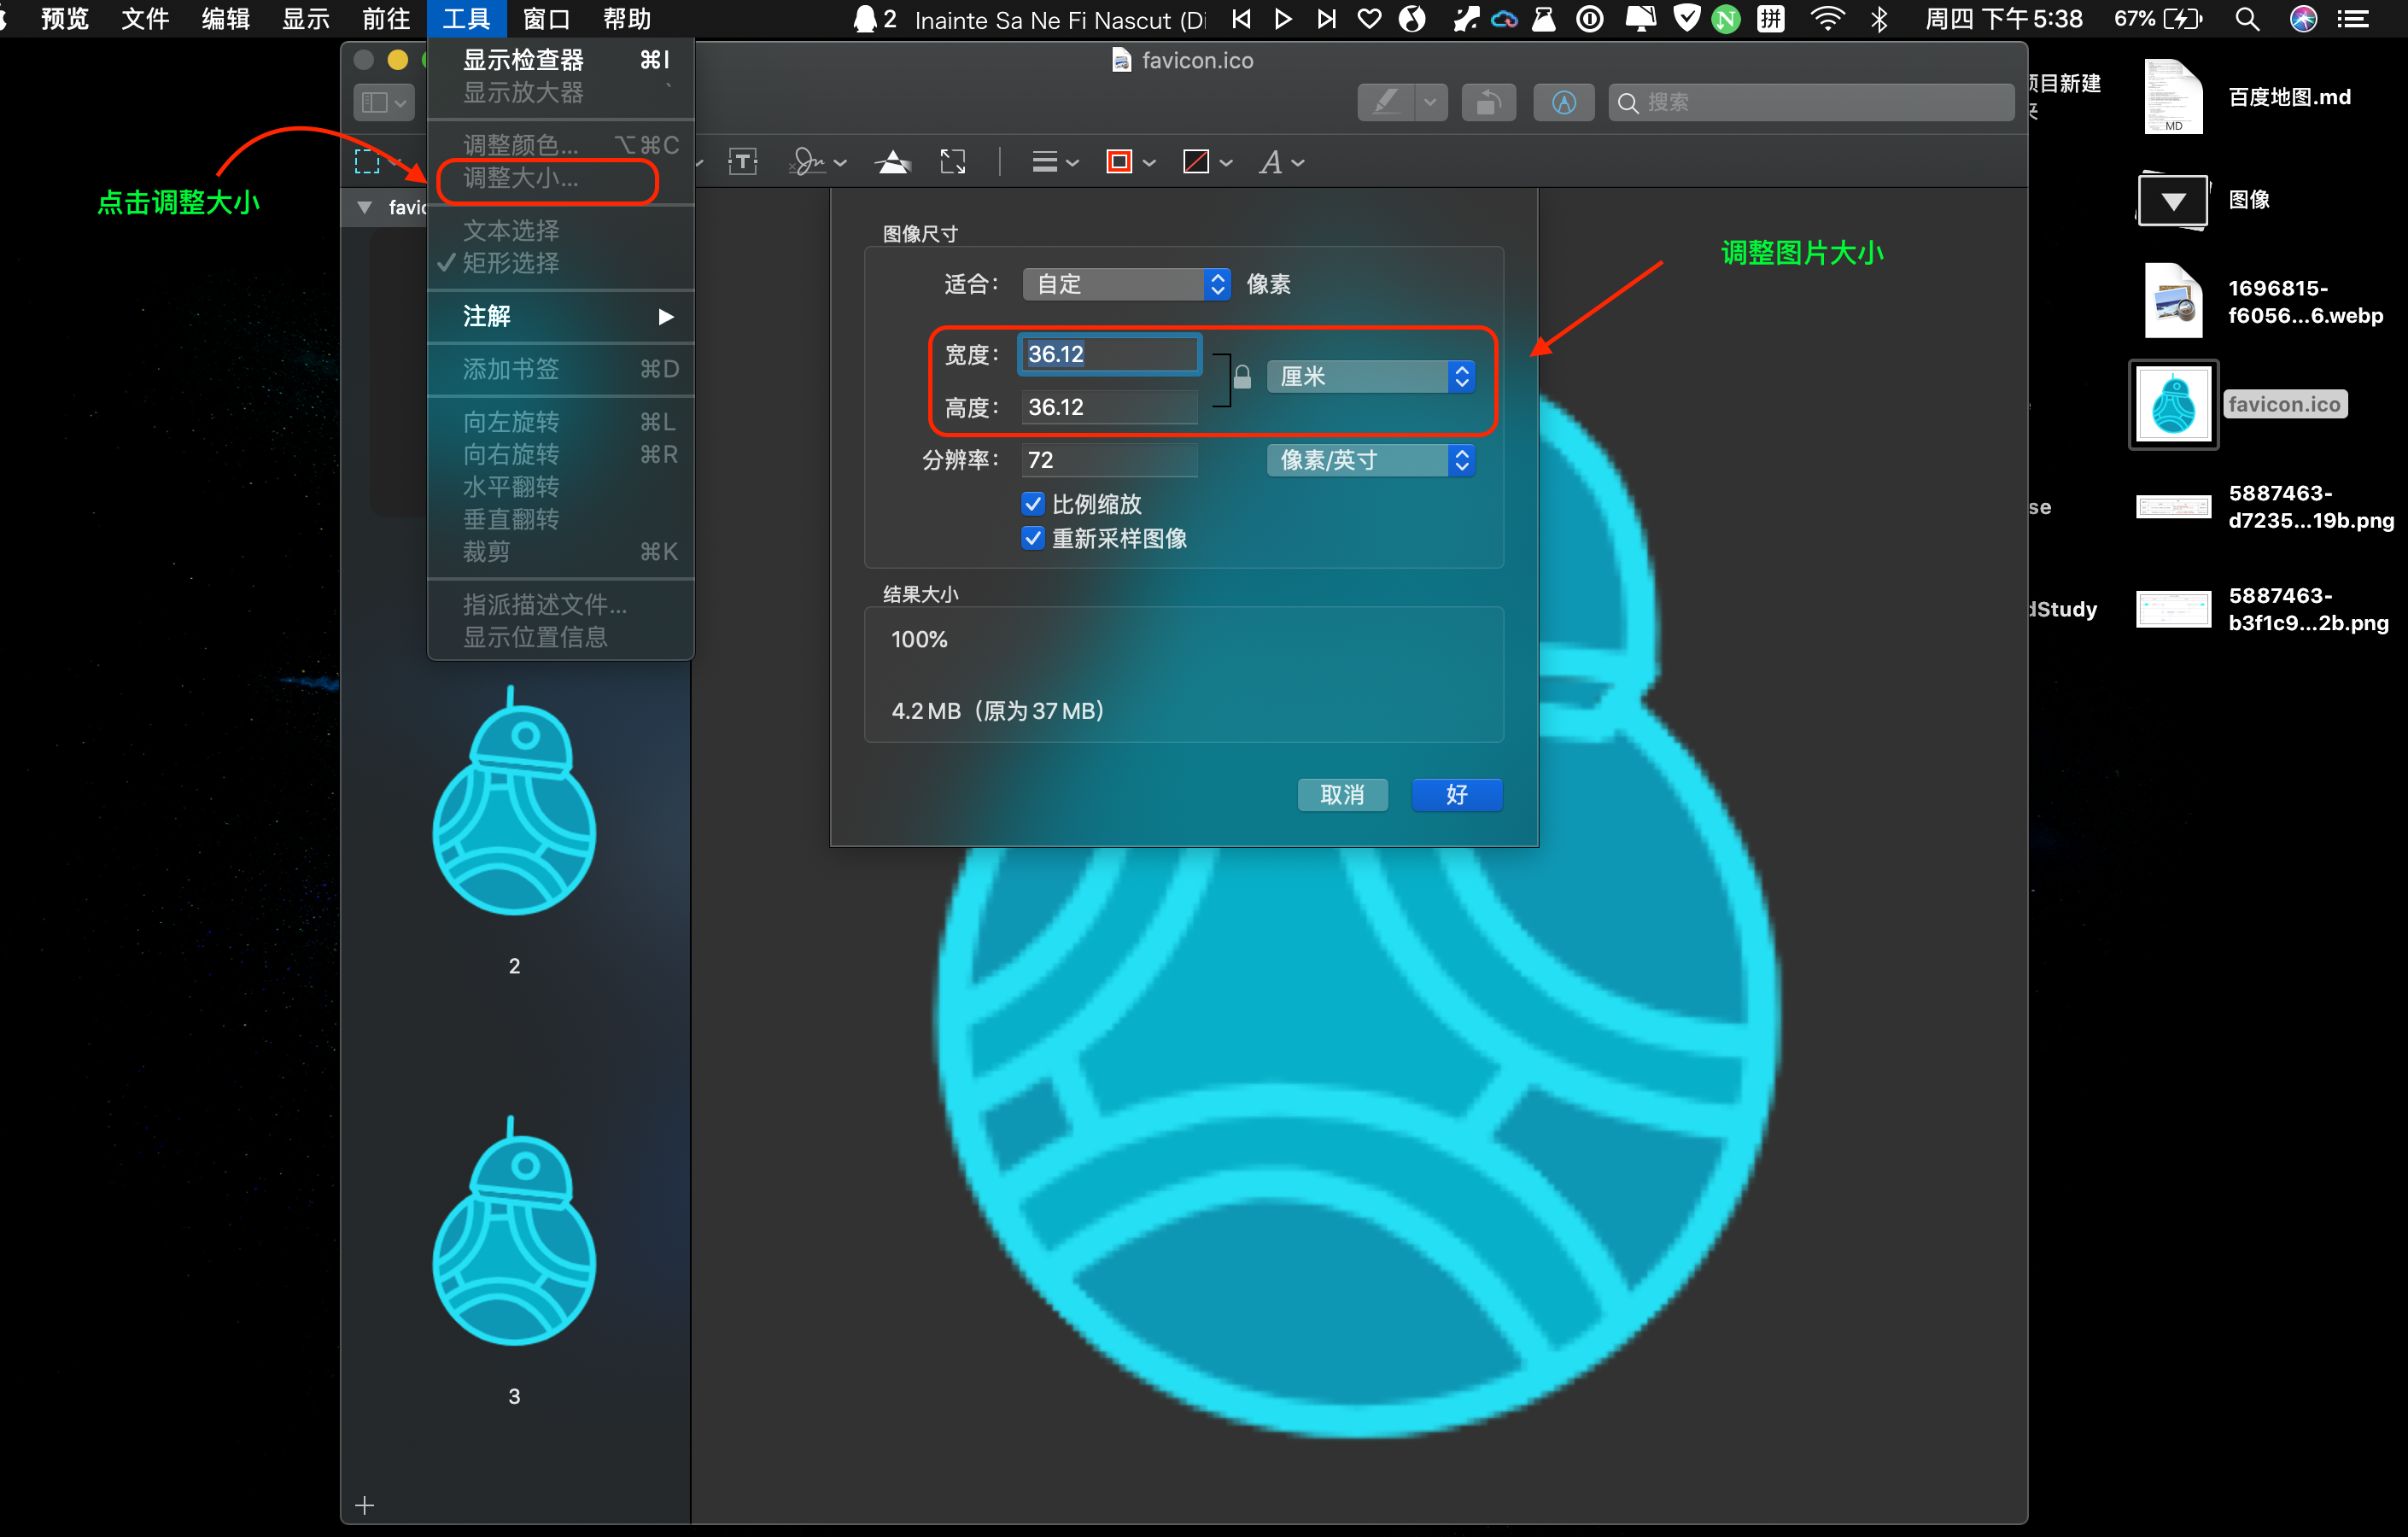 预览 文件 编辑 显示 前往 工具 窗口 帮助 2 Inainte Sa Ne Fi Nascut (Di 拼 周四 下午5:38 67%
favicon.ico
搜索
显示检查器 ⌘I
显示放大器 `
调整颜色... ⌥⌘C
调整大小...
文本选择
✓ 矩形选择
注解 ▶
添加书签 ⌘D
向左旋转 ⌘L
向右旋转 ⌘R
水平翻转
垂直翻转
裁剪 ⌘K
指派描述文件...
显示位置信息
点击调整大小
favic
2
3
图像尺寸
适合： 自定 像素
宽度： 36.12
厘米
高度： 36.12
分辨率： 72 像素/英寸
比例缩放
重新采样图像
结果大小
100%
4.2 MB（原为 37 MB）
取消 好
调整图片大小
项目新建
夹
se
dStudy
MD
百度地图.md
图像
1696815-
f6056...6.webp
favicon.ico
5887463-
d7235...19b.png
5887463-
b3f1c9...2b.png